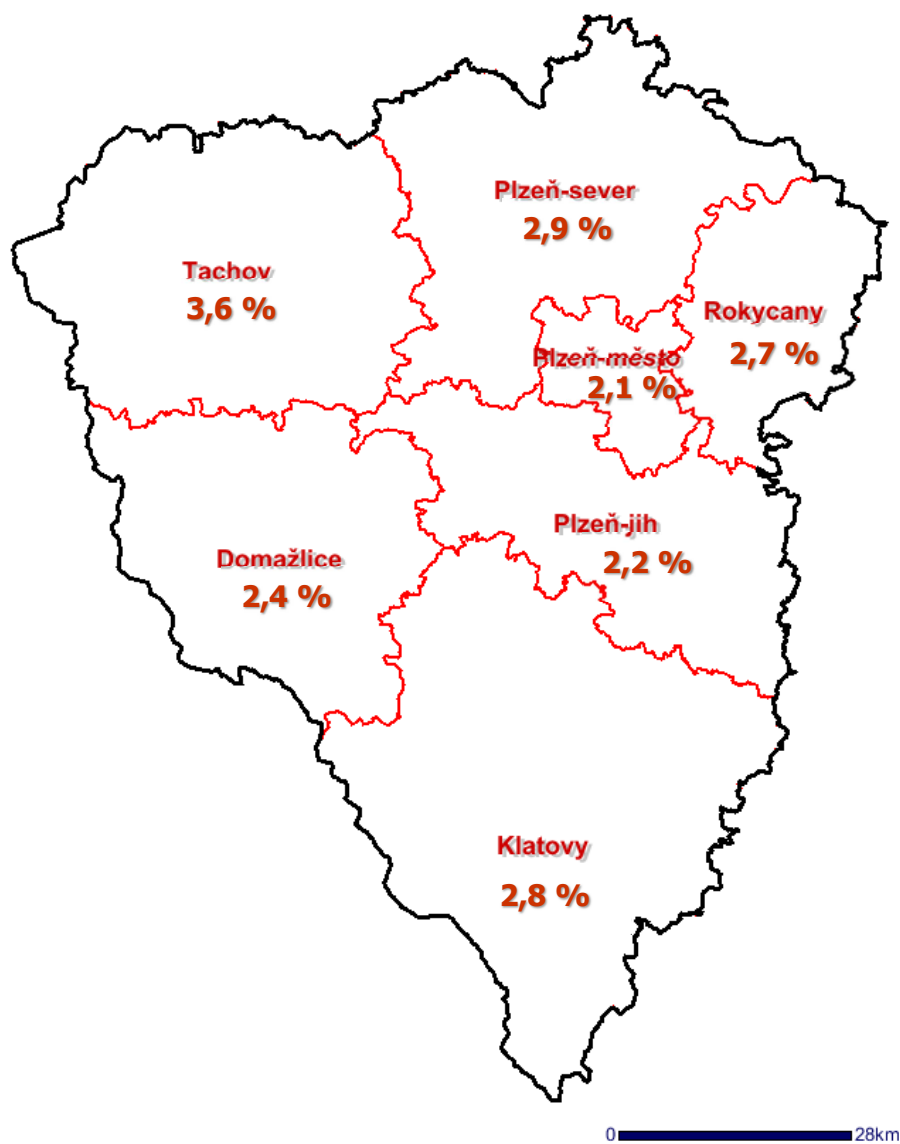 Plzeň-sever
2,9 %
Tachov
3,6 %
Rokycany
2,7 %
Plzeň-město
2,1 %
Plzeň-jih
2,2 %
Domažlice
2,4 %
Klatovy
2,8 %
0 28km